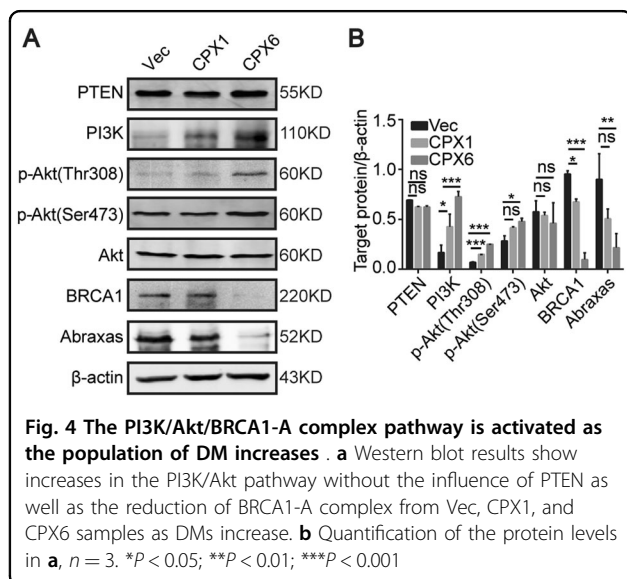 A
Vec CPX1 CPX6
PTEN 55KD
PI3K 110KD
p-Akt(Thr308) 60KD
p-Akt(Ser473) 60KD
Akt 60KD
BRCA1 220KD
Abraxas 52KD
β-actin 43KD
B
Target protein/β-actin
1.5
1.0
0.5
0.0
Vec
CPX1
CPX6
ns
ns
***
*
***
***
*
ns
ns
ns
***
*
**
ns
PTEN
PI3K
p-Akt(Thr308)
p-Akt(Ser473)
Akt
BRCA1
Abraxas
Fig. 4 The PI3K/Akt/BRCA1-A complex pathway is activated as
the population of DM increases . a Western blot results show
increases in the PI3K/Akt pathway without the influence of PTEN as
well as the reduction of BRCA1-A complex from Vec, CPX1, and
CPX6 samples as DMs increase. b Quantification of the protein levels
in a, n = 3. *P < 0.05; **P < 0.01; ***P < 0.001